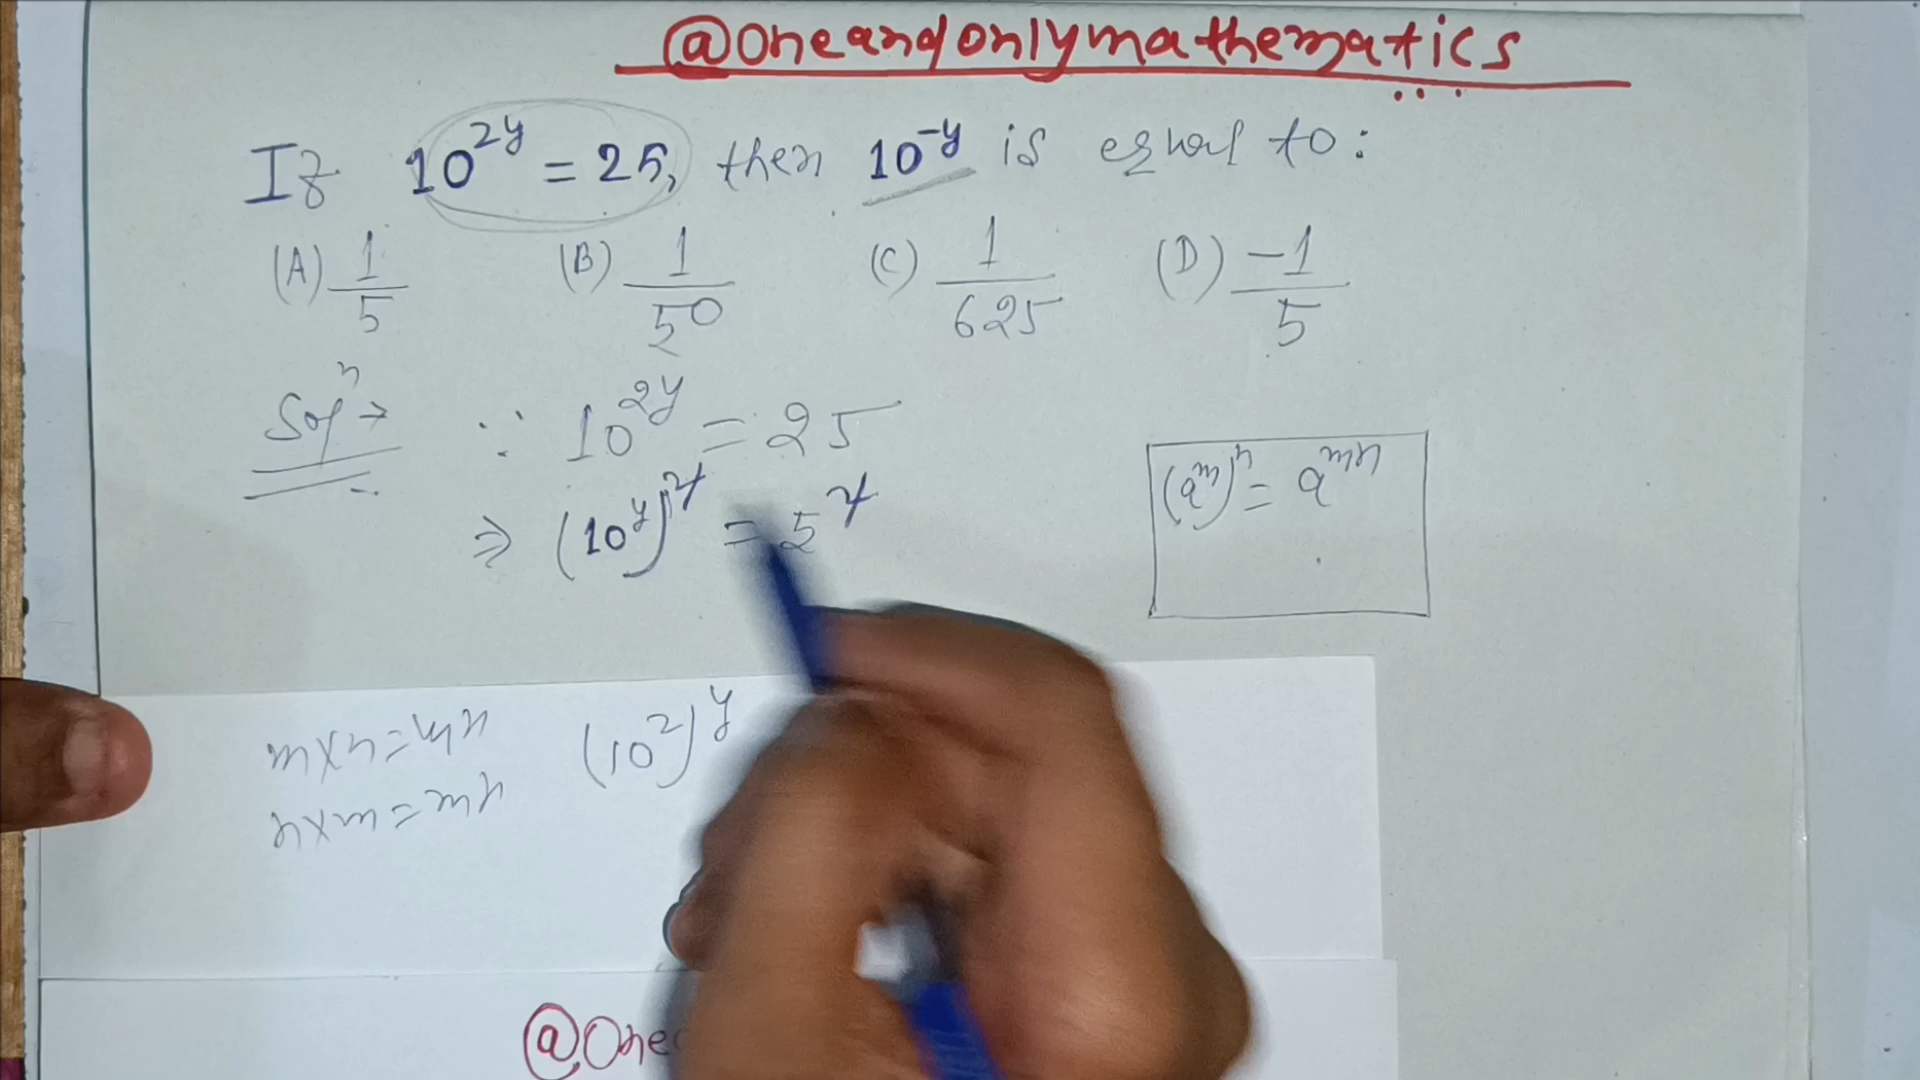 @oneandonlymathematics
If 10^2y = 25, then 10^-y is equal to:
(A) 1/5 (B) 1/50 (C) 1/625 (D) -1/5
Sol^n → ∵ 10^2y = 25
(a^m)^n = a^mn
⇒ (10^y)^2 = 5^2
m×n=mn (10^2)^y
n×m=mn
@One